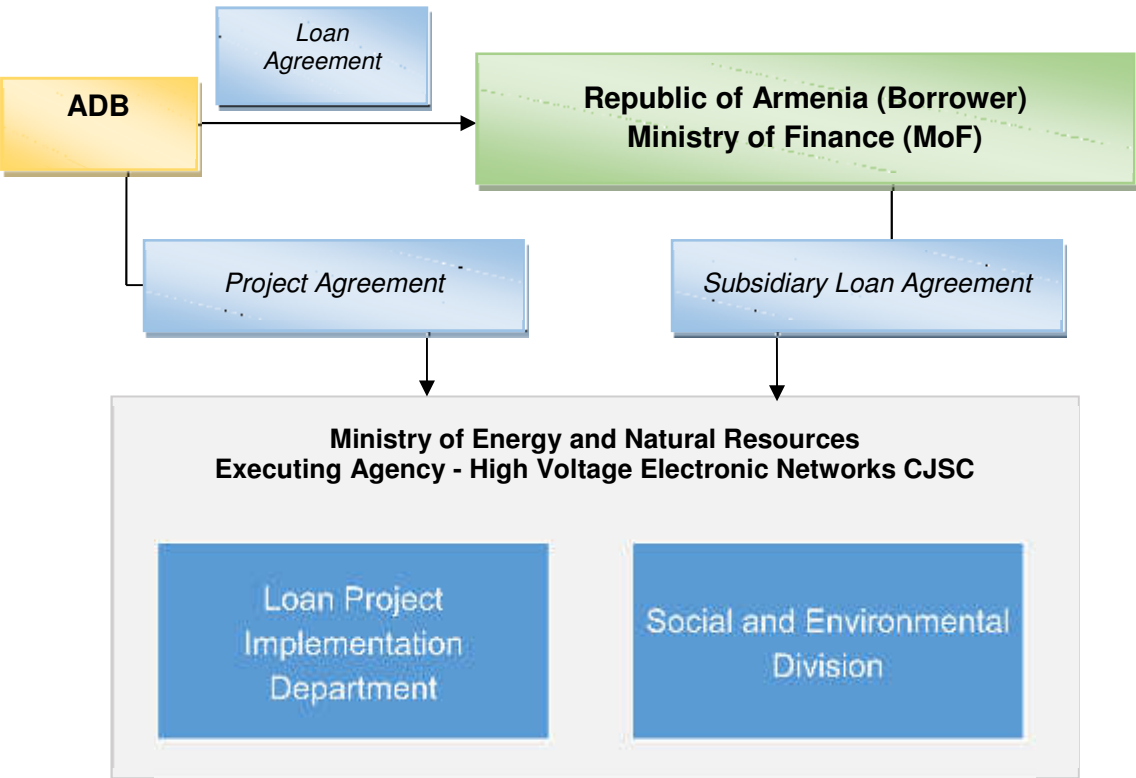 Loan
Agreement
ADB
Republic of Armenia (Borrower)
Ministry of Finance (MoF)
Project Agreement
Subsidiary Loan Agreement
Ministry of Energy and Natural Resources
Executing Agency - High Voltage Electronic Networks CJSC
Loan Project
Implementation
Department
Social and Environmental
Division